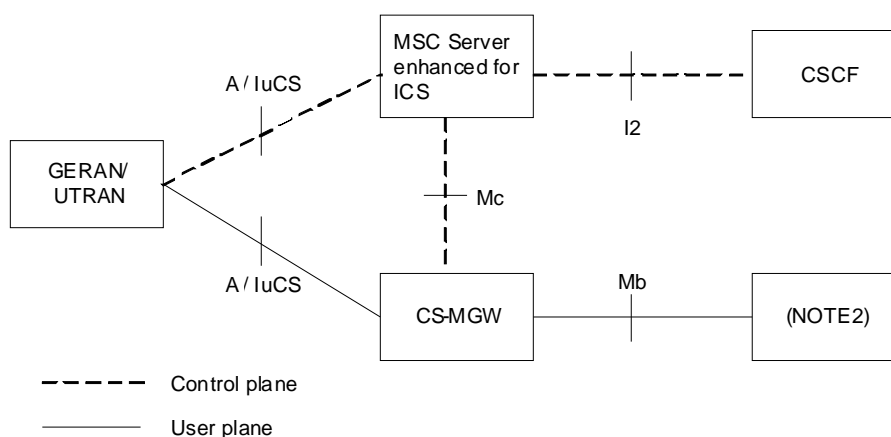 MSC Server
enhanced for
ICS
CSCF
A / IuCS
I2
GERAN/
UTRAN
Mc
A / IuCS
Mb
CS-MGW
(NOTE2)
Control plane
User plane